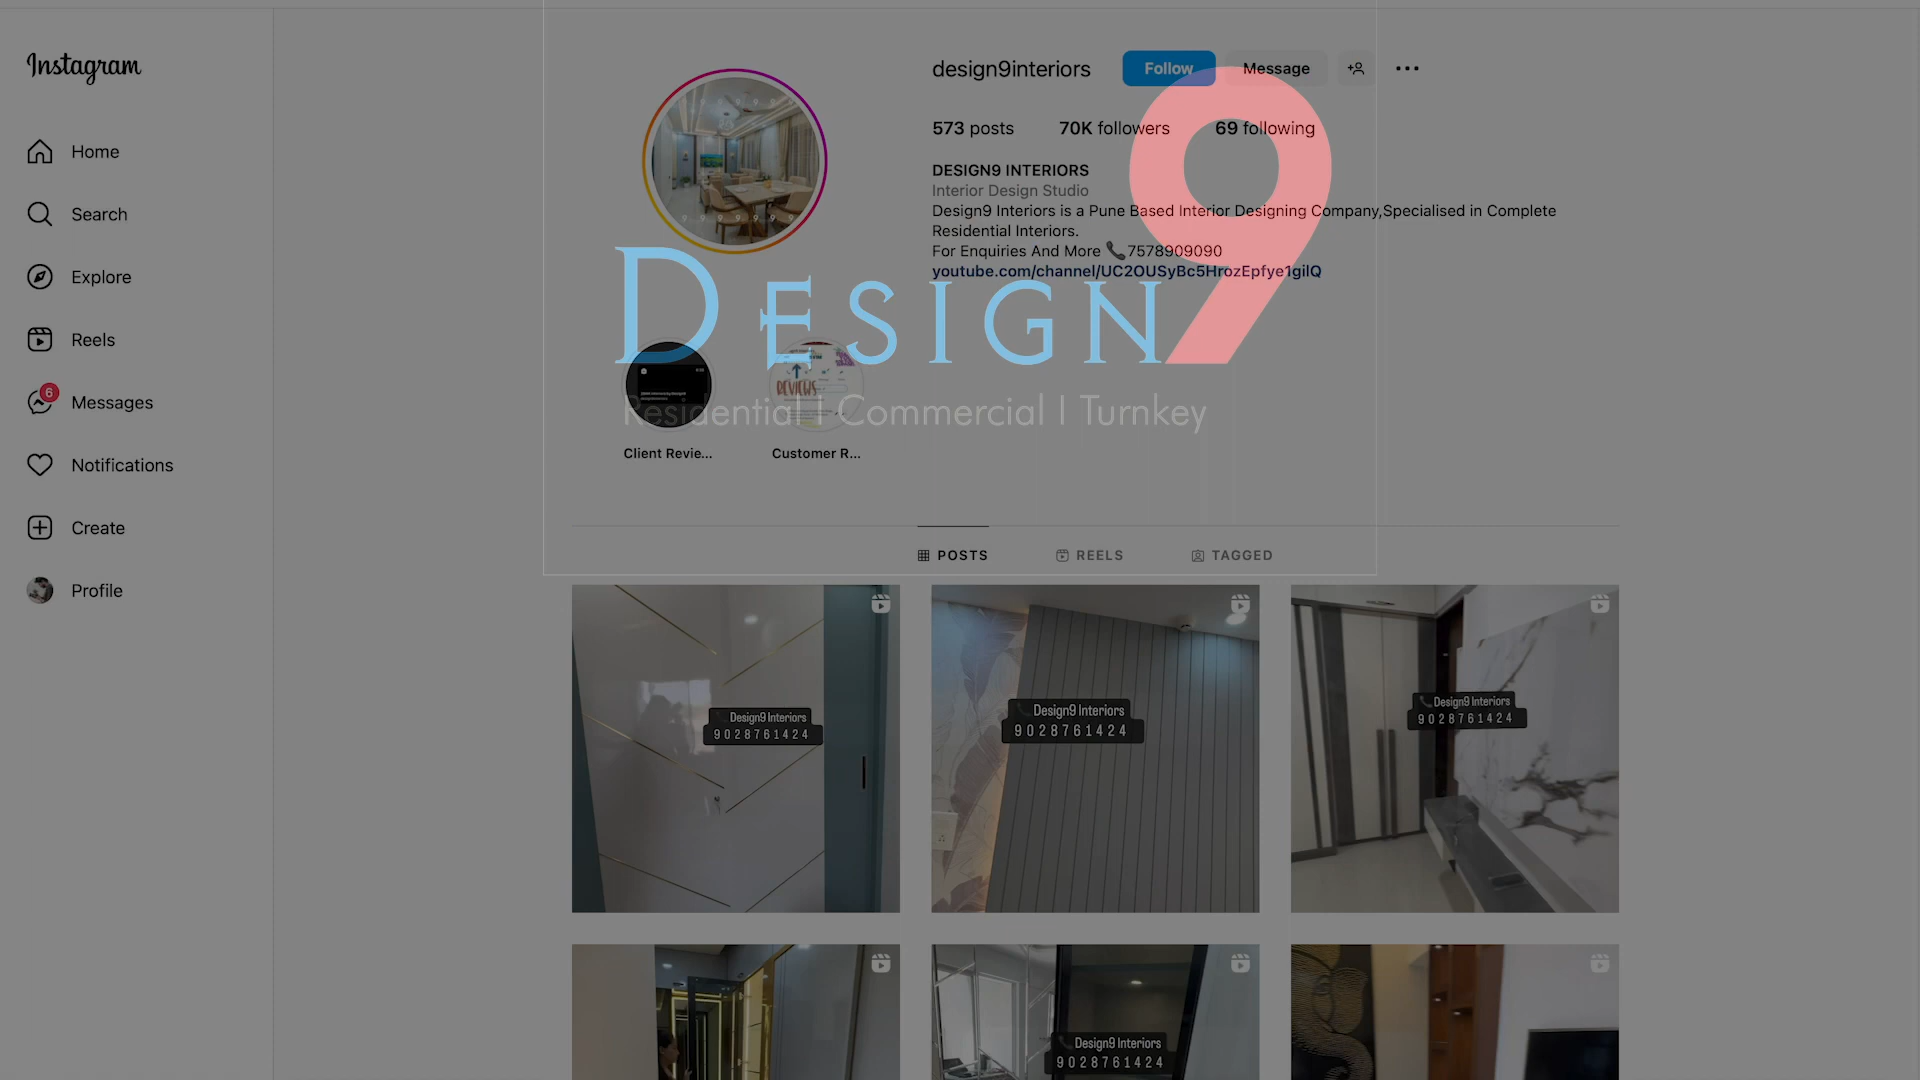 Instagram
Home
Search
Explore
Reels
6
Messages
Notifications
Create
Profile
design9interiors
Follow
Message
573 posts
70K followers
69 following
DESIGN9 INTERIORS
Interior Design Studio
Design9 Interiors is a Pune Based Interior Designing Company,Specialised in Complete
Residential Interiors.
For Enquiries And More 📞7578909090
youtube.com/channel/UC2OUSyBc5HrozEpfye1gilQ
DESIGN9
Residential I Commercial I Turnkey
REVIEWS
Client Revie...
Customer R...
POSTS
REELS
TAGGED
Design9 Interiors
9028761424
Design9 Interiors
9028761424
Design9 Interiors
9028761424
Design9 Interiors
9028761424